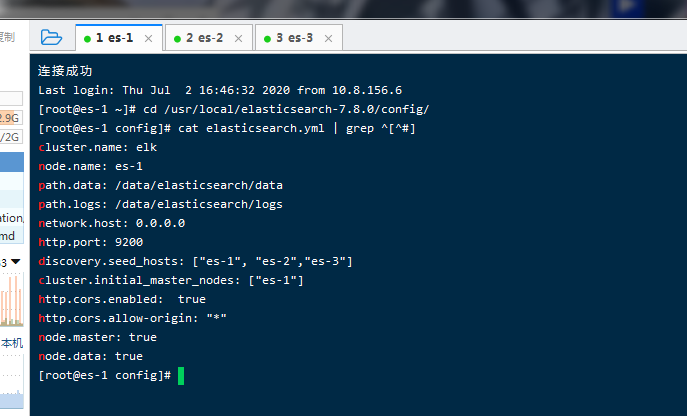 复制
1 es-1
2 es-2
3 es-3
连接成功
Last login: Thu Jul  2 16:46:32 2020 from 10.8.156.6
[root@es-1 ~]# cd /usr/local/elasticsearch-7.8.0/config/
[root@es-1 config]# cat elasticsearch.yml | grep ^[^#]
cluster.name: elk
node.name: es-1
path.data: /data/elasticsearch/data
path.logs: /data/elasticsearch/logs
network.host: 0.0.0.0
http.port: 9200
discovery.seed_hosts: ["es-1", "es-2","es-3"]
cluster.initial_master_nodes: ["es-1"]
http.cors.enabled:  true
http.cors.allow-origin: "*"
node.master: true
node.data: true
[root@es-1 config]#
2.9G
/2G
ation,
md
3
本机